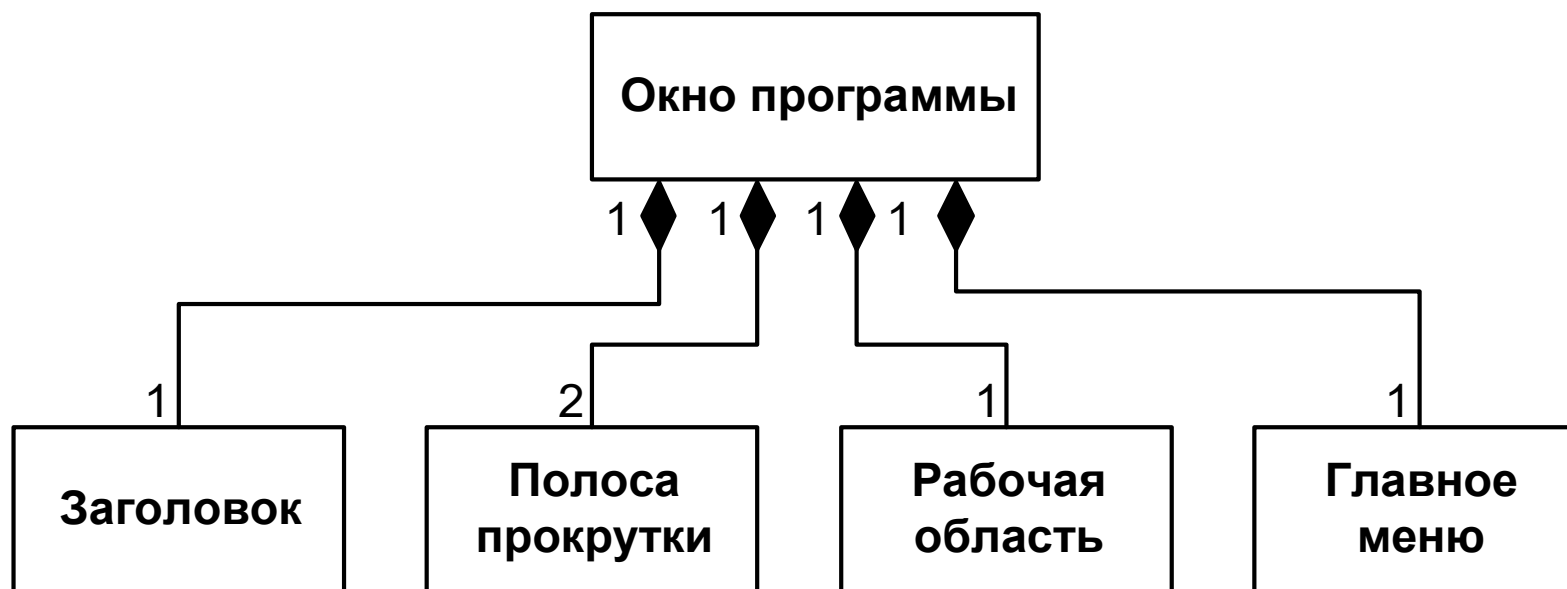 Окно программы
1 1 1 1
1 2 1 1
Заголовок
Полоса
прокрутки
Рабочая
область
Главное
меню